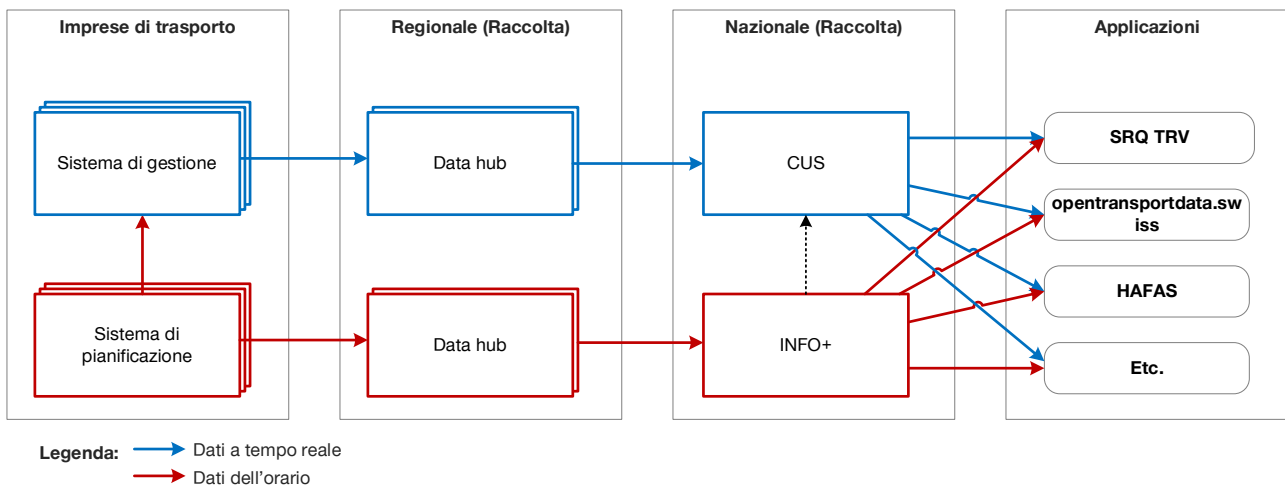 Imprese di trasporto
Regionale (Raccolta)
Nazionale (Raccolta)
Applicazioni
Sistema di gestione
Data hub
CUS
SRQ TRV
opentransportdata.sw
iss
HAFAS
Etc.
Sistema di
pianificazione
Data hub
INFO+
Legenda:
Dati a tempo reale
Dati dell'orario